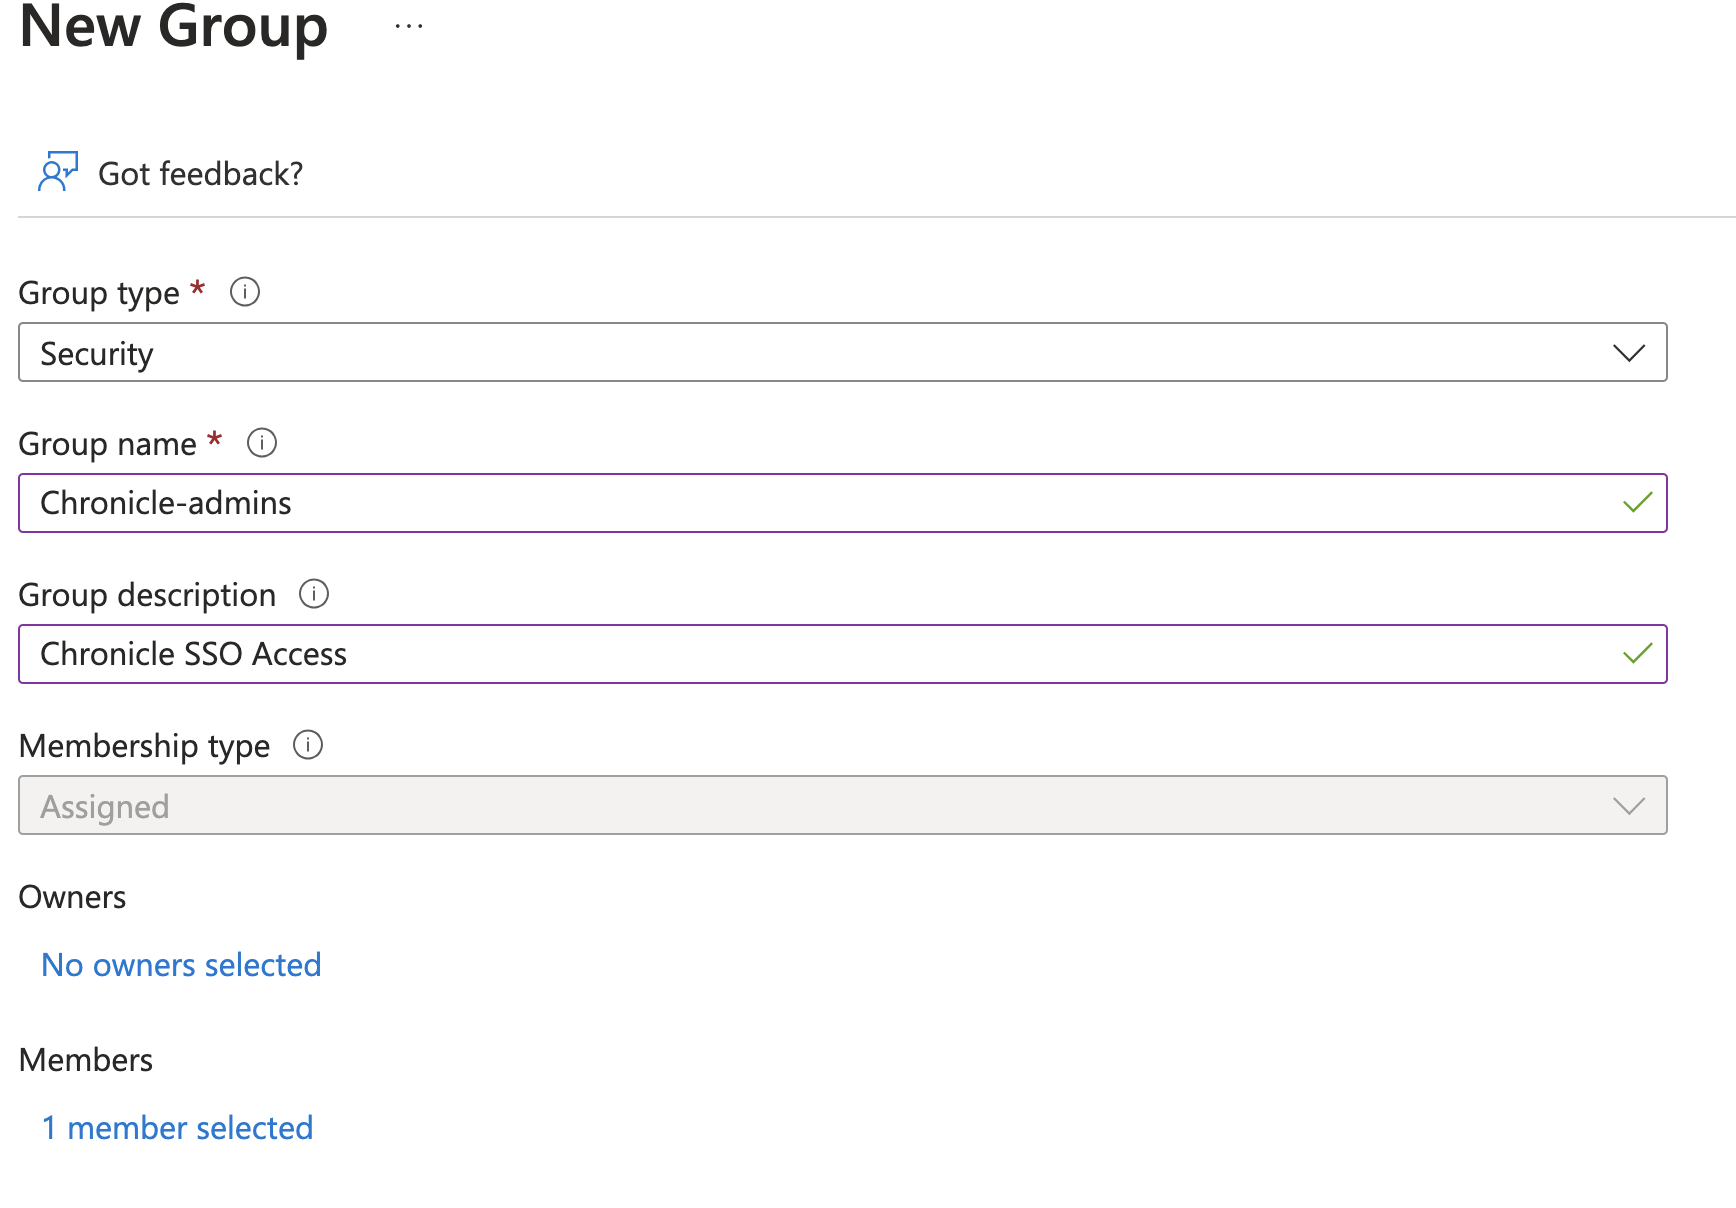 New Group ...
Got feedback?
Group type *
Security
Group name *
Chronicle-admins
Group description
Chronicle SSO Access
Membership type
Assigned
Owners
No owners selected
Members
1 member selected